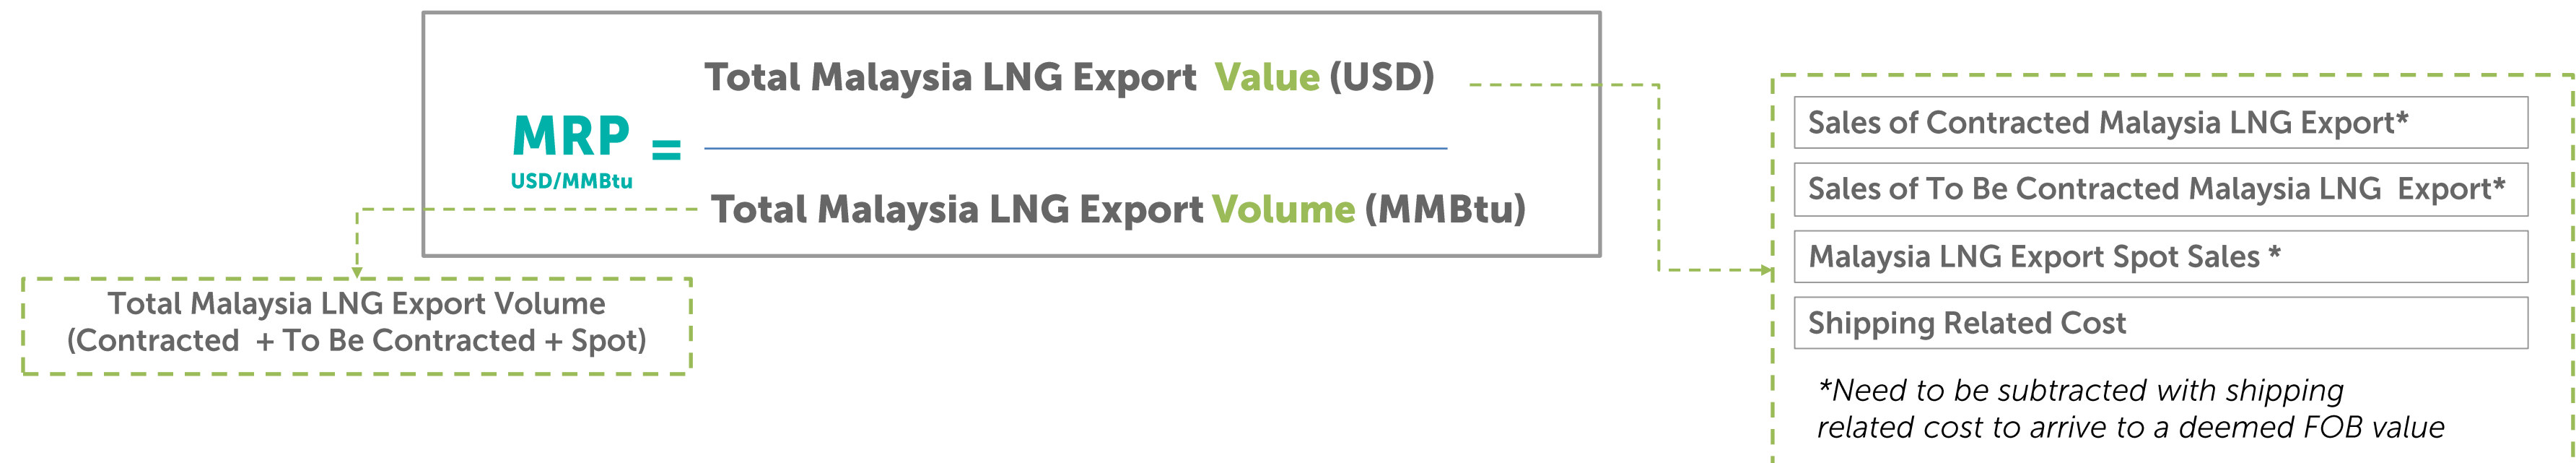 Total Malaysia LNG Export Value (USD)
MRP =
USD/MMBtu
Total Malaysia LNG Export Volume (MMBtu)
Total Malaysia LNG Export Volume
(Contracted + To Be Contracted + Spot)
Sales of Contracted Malaysia LNG Export*
Sales of To Be Contracted Malaysia LNG Export*
Malaysia LNG Export Spot Sales *
Shipping Related Cost
*Need to be subtracted with shipping
related cost to arrive to a deemed FOB value